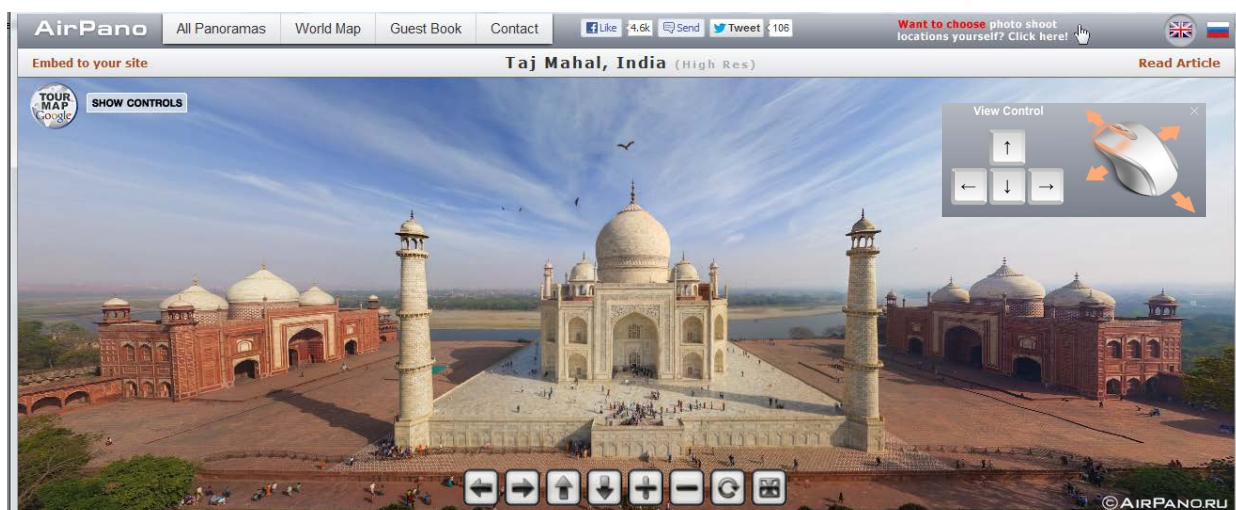 AirPano
All Panoramas
World Map
Guest Book
Contact
Like
4.6k
Send
Tweet
106
Want to choose photo shoot
locations yourself? Click here!
Embed to your site
Taj Mahal, India (High Res)
Read Article
TOUR
MAP
Google
SHOW CONTROLS
View Control
©AIRPANO.RU